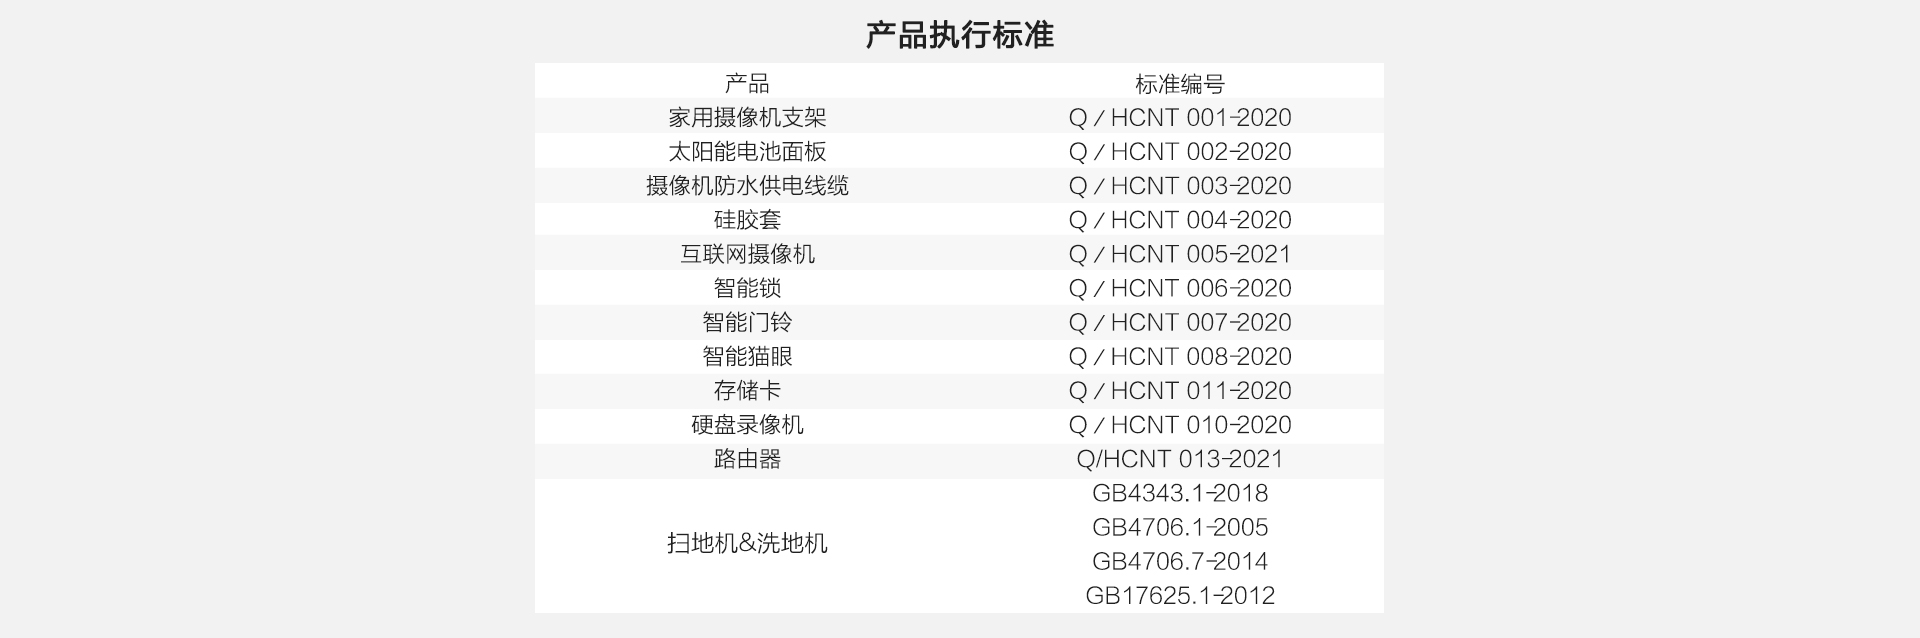 产品执行标准
产品 标准编号
家用摄像机支架 Q / HCNT 001-2020
太阳能电池面板 Q / HCNT 002-2020
摄像机防水供电线缆 Q / HCNT 003-2020
硅胶套 Q / HCNT 004-2020
互联网摄像机 Q / HCNT 005-2021
智能锁 Q / HCNT 006-2020
智能门铃 Q / HCNT 007-2020
智能猫眼 Q / HCNT 008-2020
存储卡 Q / HCNT 011-2020
硬盘录像机 Q / HCNT 010-2020
路由器 Q/HCNT 013-2021
扫地机&洗地机
GB4343.1-2018
GB4706.1-2005
GB4706.7-2014
GB17625.1-2012